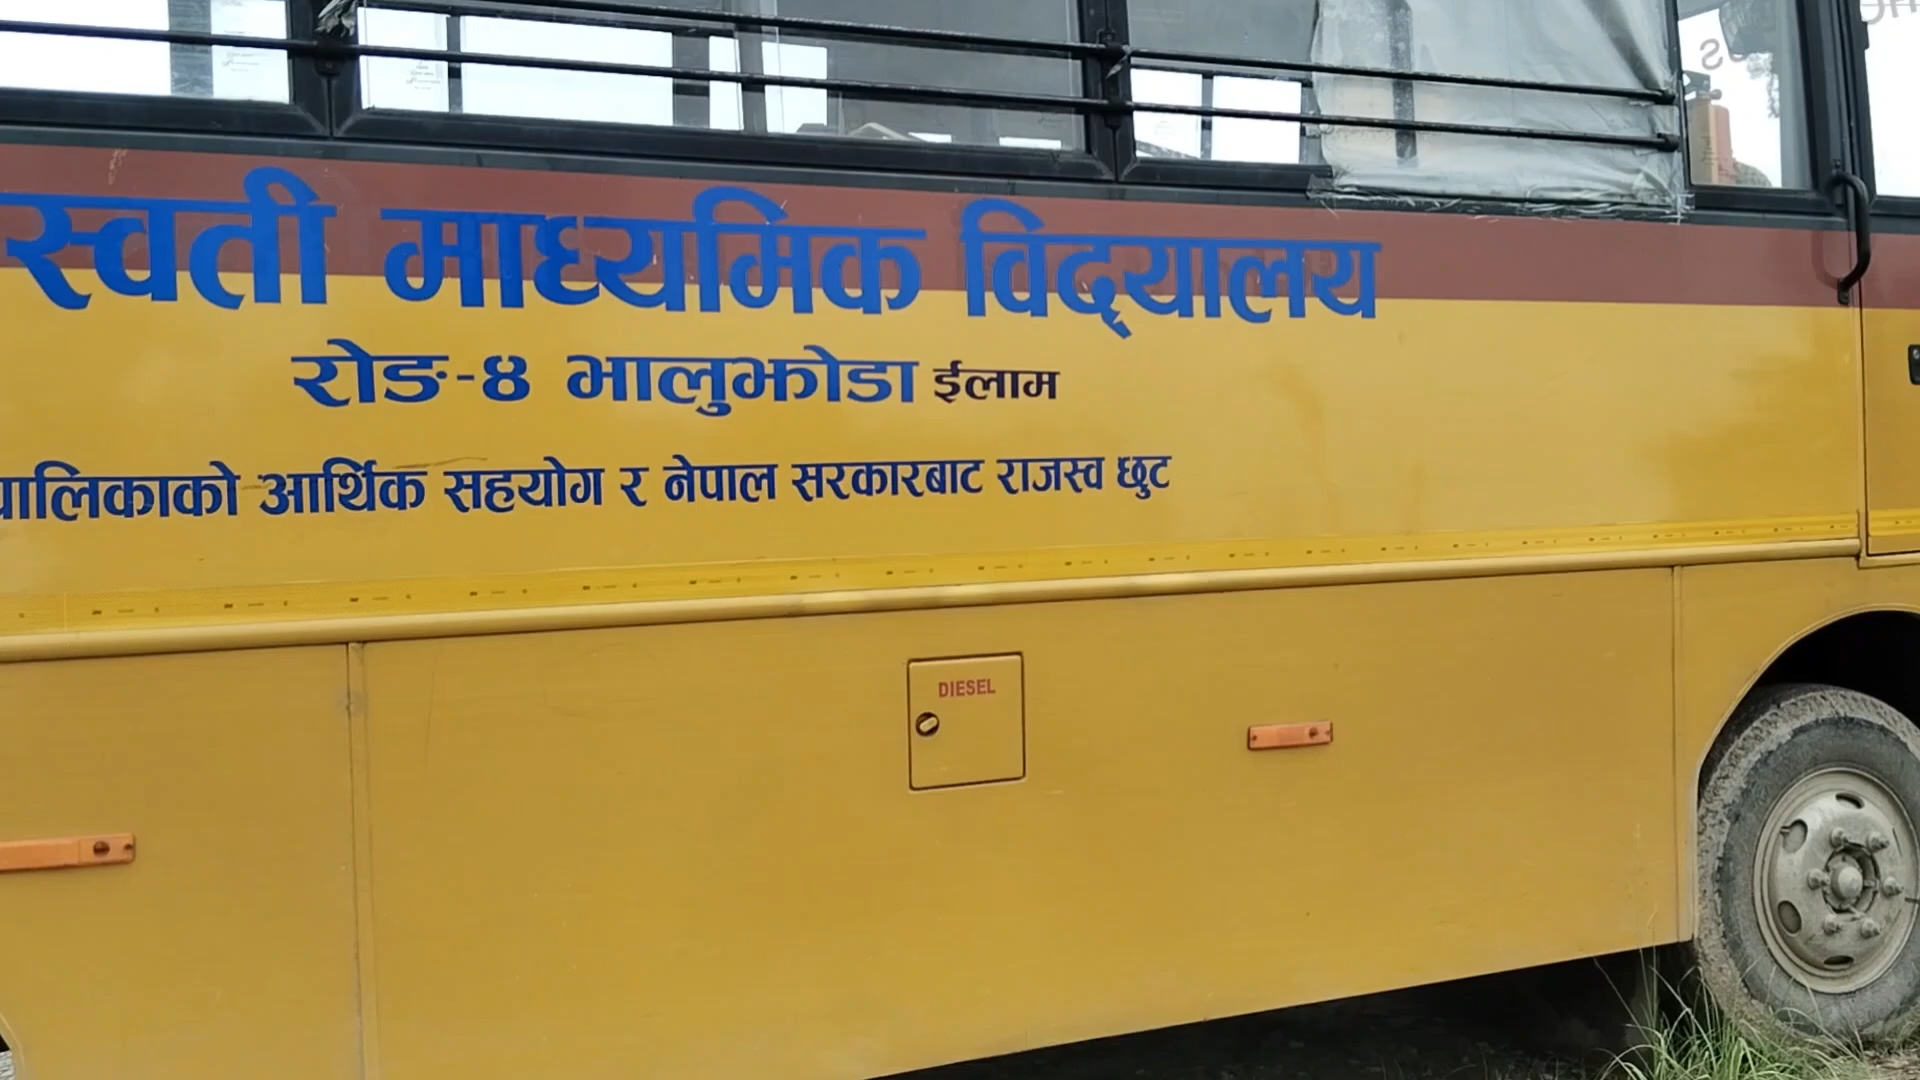 स्वती माध्यमिक विद्यालय
रोङ-४ भालुझोडा ईलाम
पालिकाको आर्थिक सहयोग र नेपाल सरकारबाट राजस्व छुट
DIESEL